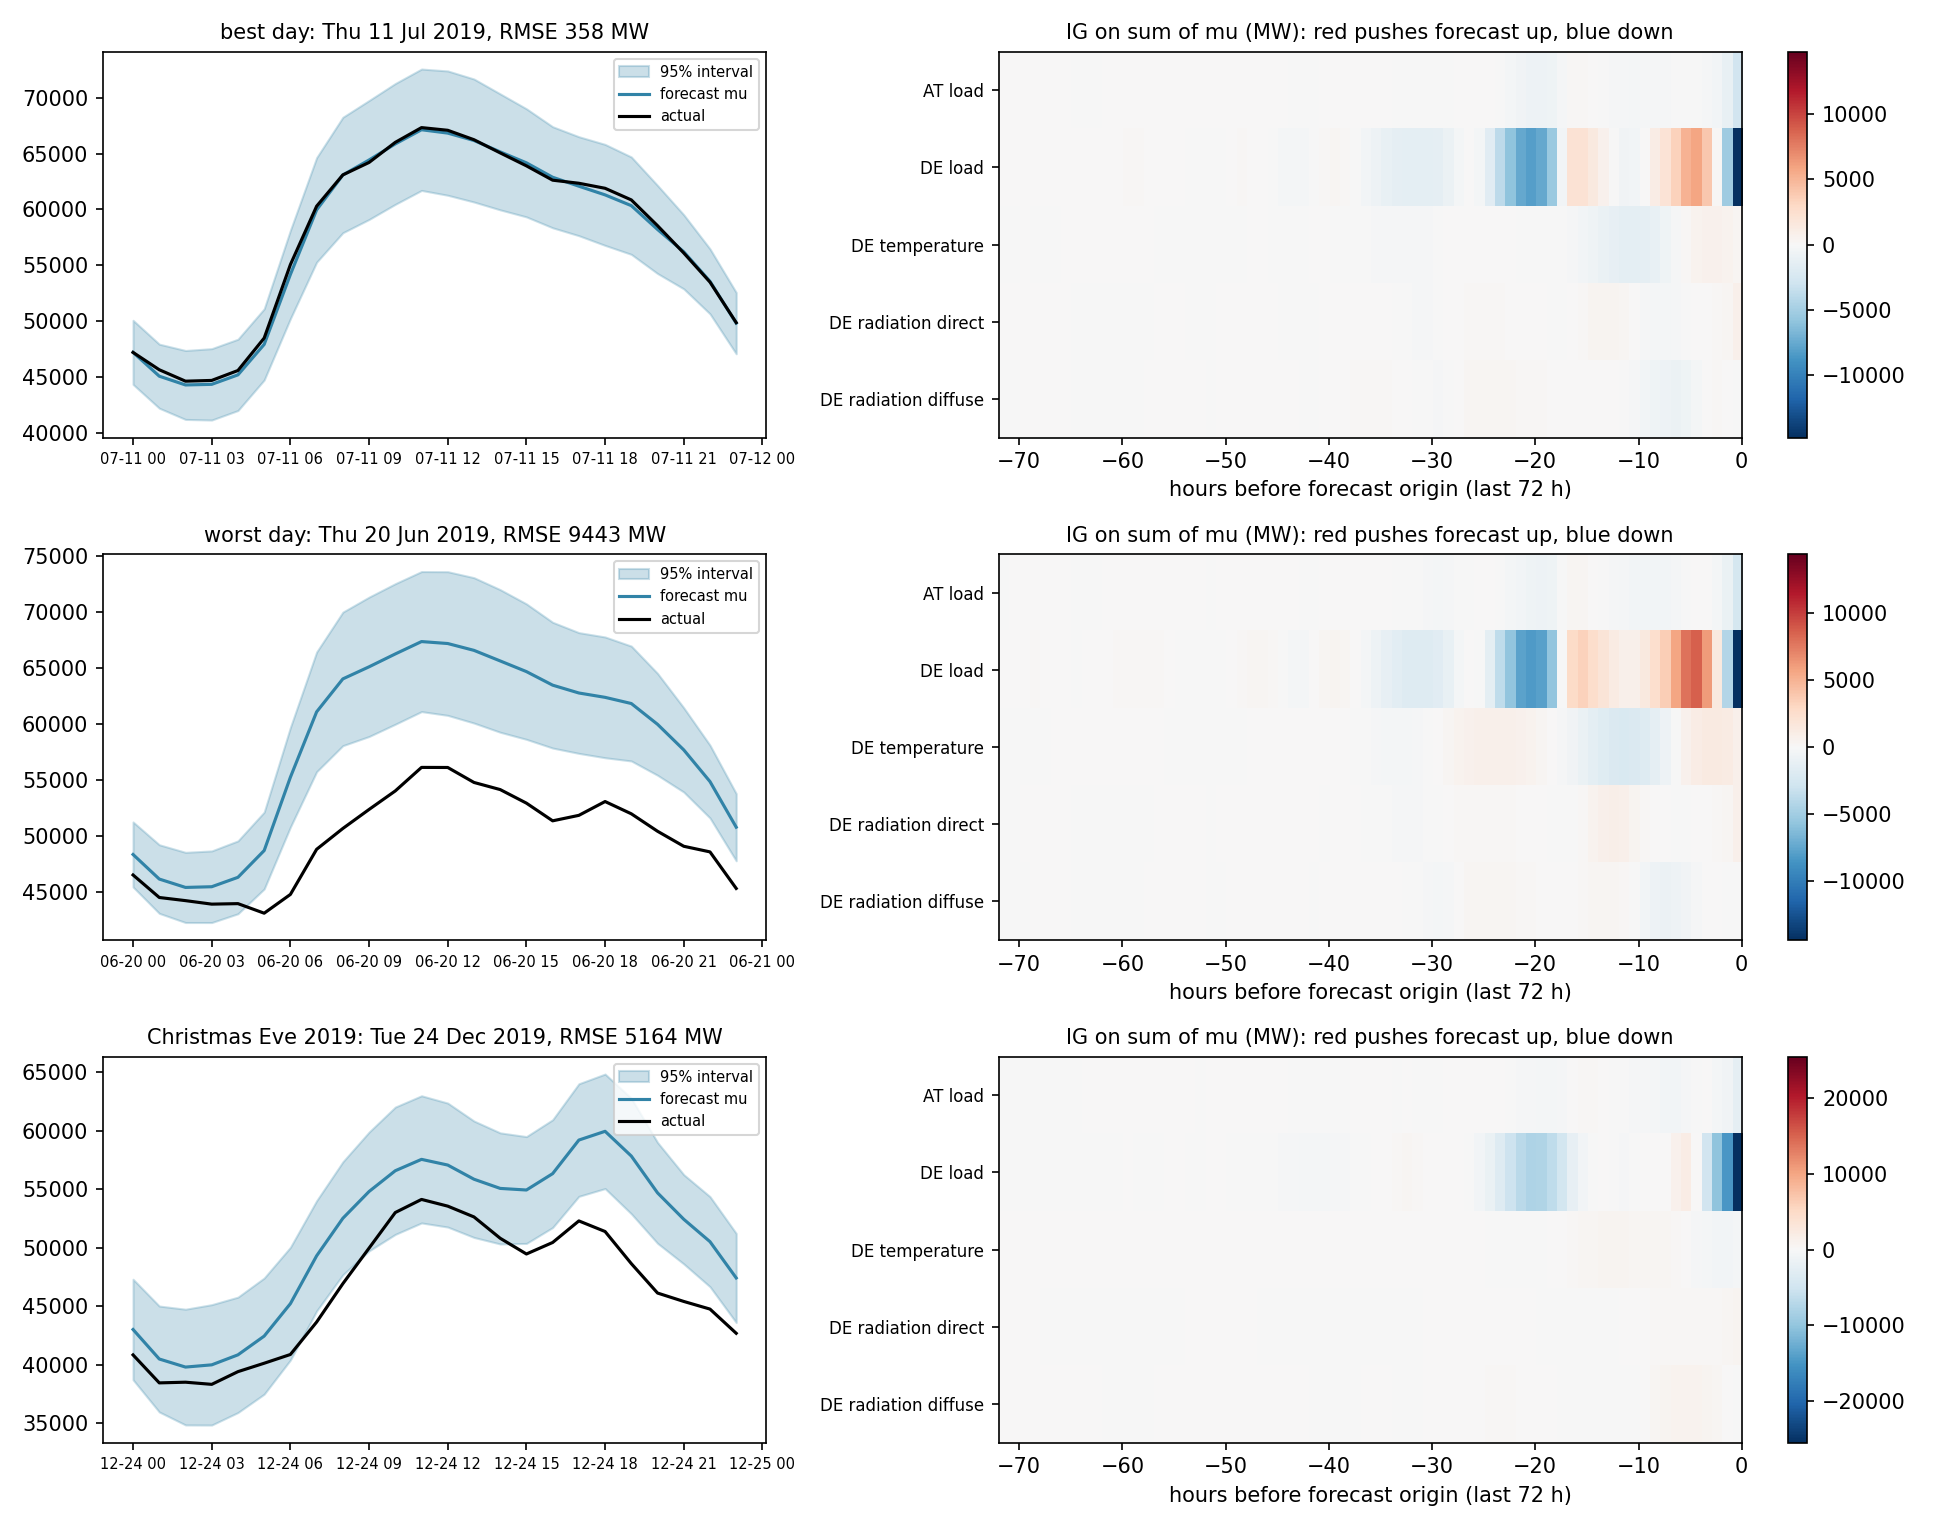 best day: Thu 11 Jul 2019, RMSE 358 MW
95% interval
forecast mu
actual
70000
65000
60000
55000
50000
45000
40000
07-11 00 07-11 03 07-11 06 07-11 09 07-11 12 07-11 15 07-11 18 07-11 21 07-12 00
IG on sum of mu (MW): red pushes forecast up, blue down
AT load
DE load
DE temperature
DE radiation direct
DE radiation diffuse
−70 −60 −50 −40 −30 −20 −10 0
hours before forecast origin (last 72 h)
10000
5000
0
−5000
−10000
worst day: Thu 20 Jun 2019, RMSE 9443 MW
95% interval
forecast mu
actual
75000
70000
65000
60000
55000
50000
45000
06-20 00 06-20 03 06-20 06 06-20 09 06-20 12 06-20 15 06-20 18 06-20 21 06-21 00
IG on sum of mu (MW): red pushes forecast up, blue down
AT load
DE load
DE temperature
DE radiation direct
DE radiation diffuse
−70 −60 −50 −40 −30 −20 −10 0
hours before forecast origin (last 72 h)
10000
5000
0
−5000
−10000
Christmas Eve 2019: Tue 24 Dec 2019, RMSE 5164 MW
95% interval
forecast mu
actual
65000
60000
55000
50000
45000
40000
35000
12-24 00 12-24 03 12-24 06 12-24 09 12-24 12 12-24 15 12-24 18 12-24 21 12-25 00
IG on sum of mu (MW): red pushes forecast up, blue down
AT load
DE load
DE temperature
DE radiation direct
DE radiation diffuse
−70 −60 −50 −40 −30 −20 −10 0
hours before forecast origin (last 72 h)
20000
10000
0
−10000
−20000